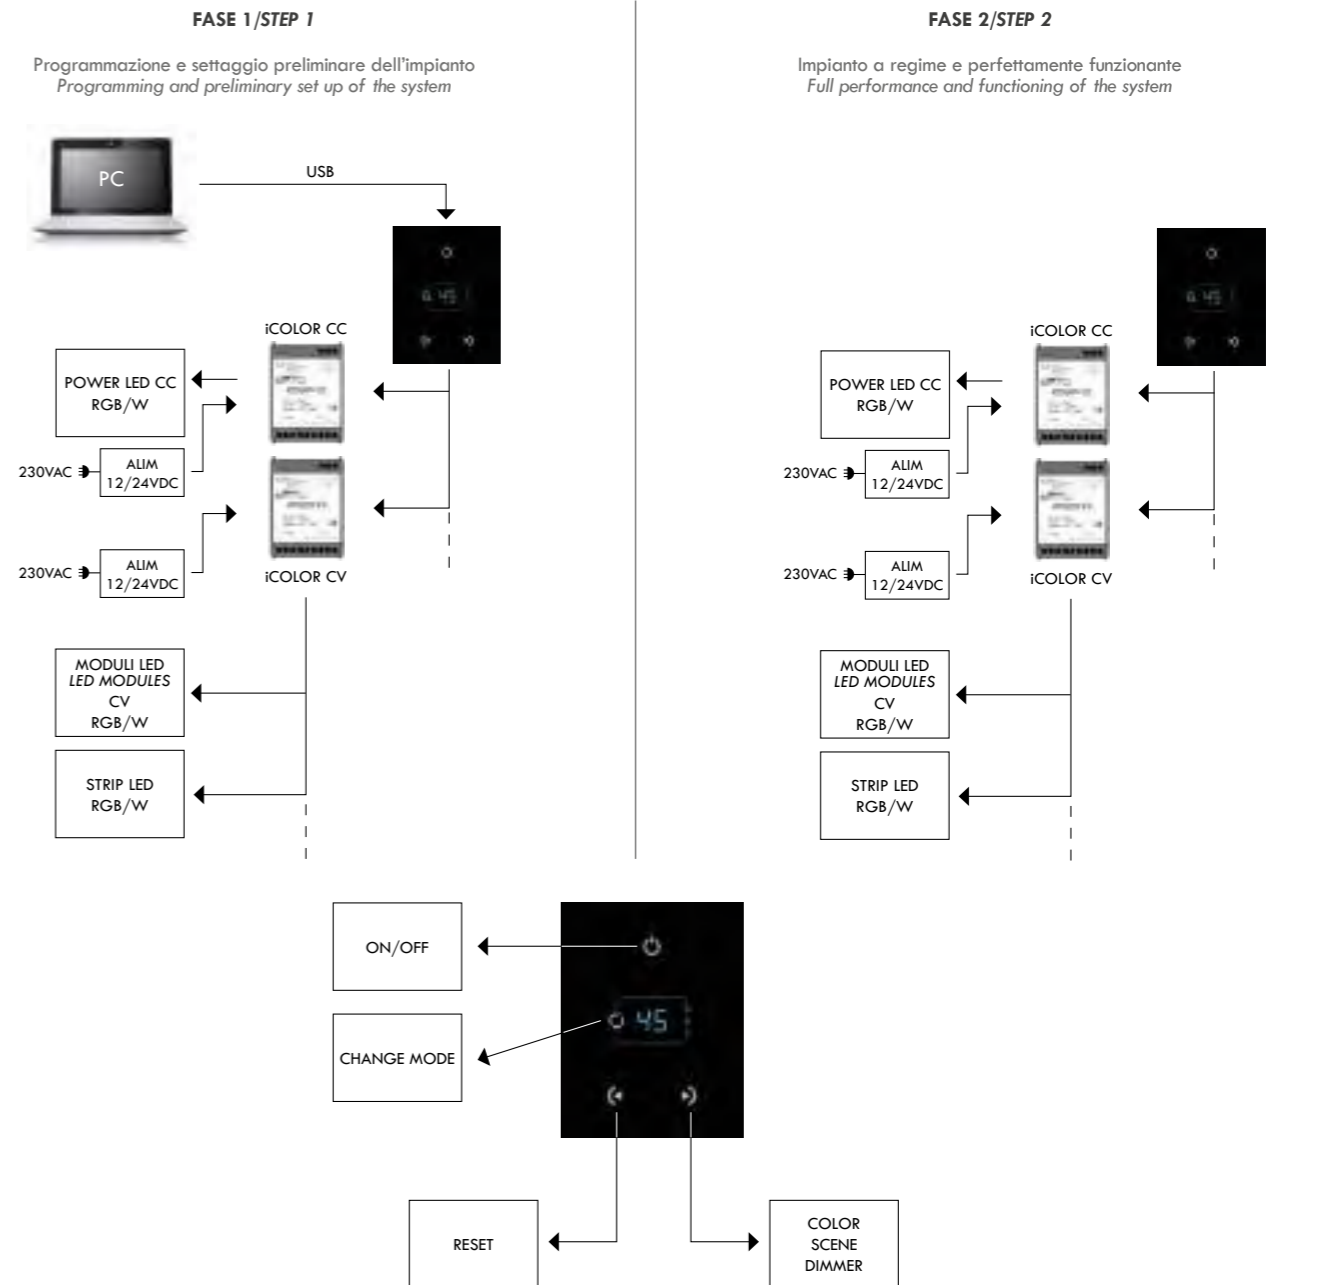 FASE 1/STEP 1
Programmazione e settaggio preliminare dell'impianto
Programming and preliminary set up of the system
PC
USB
iCOLOR CC
POWER LED CC
RGB/W
230VAC
ALIM
12/24VDC
230VAC
ALIM
12/24VDC
iCOLOR CV
MODULI LED
LED MODULES
CV
RGB/W
STRIP LED
RGB/W
FASE 2/STEP 2
Impianto a regime e perfettamente funzionante
Full performance and functioning of the system
iCOLOR CC
POWER LED CC
RGB/W
230VAC
ALIM
12/24VDC
230VAC
ALIM
12/24VDC
iCOLOR CV
MODULI LED
LED MODULES
CV
RGB/W
STRIP LED
RGB/W
ON/OFF
CHANGE MODE
45
RESET
COLOR
SCENE
DIMMER